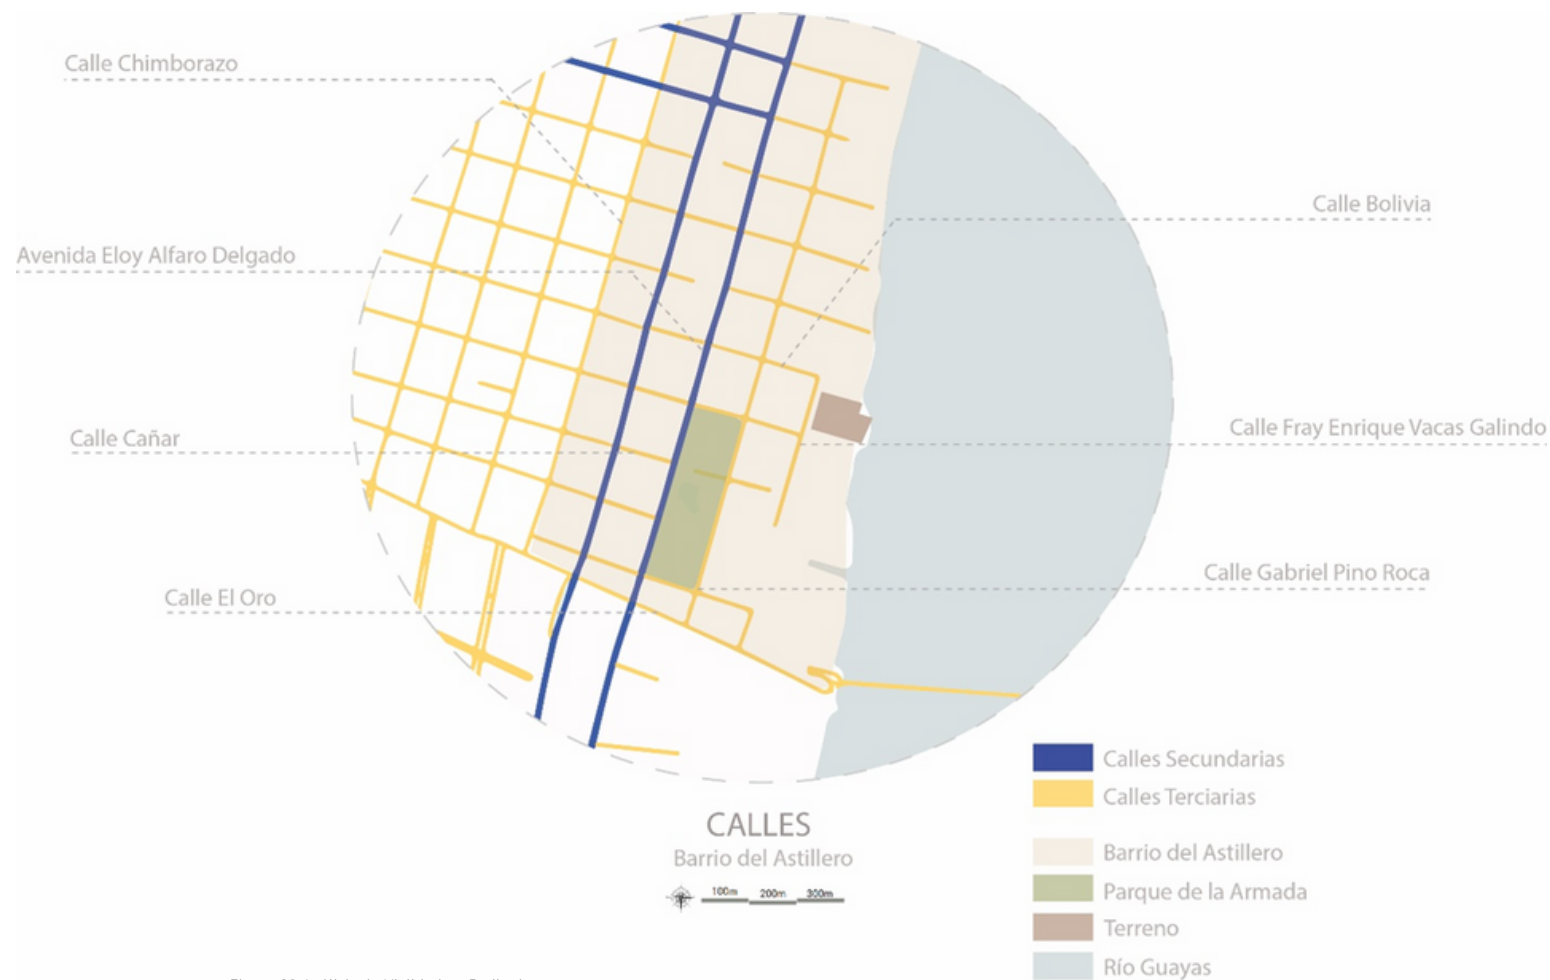 Calle Chimborazo
Calle Bolivia
Avenida Eloy Alfaro Delgado
Calle Fray Enrique Vacas Galindo
Calle Cañar
Calle Gabriel Pino Roca
Calle El Oro
Calles Secundarias
Calles Terciarias
CALLES
Barrio del Astillero
100m 200m 300m
Barrio del Astillero
Parque de la Armada
Terreno
Río Guayas